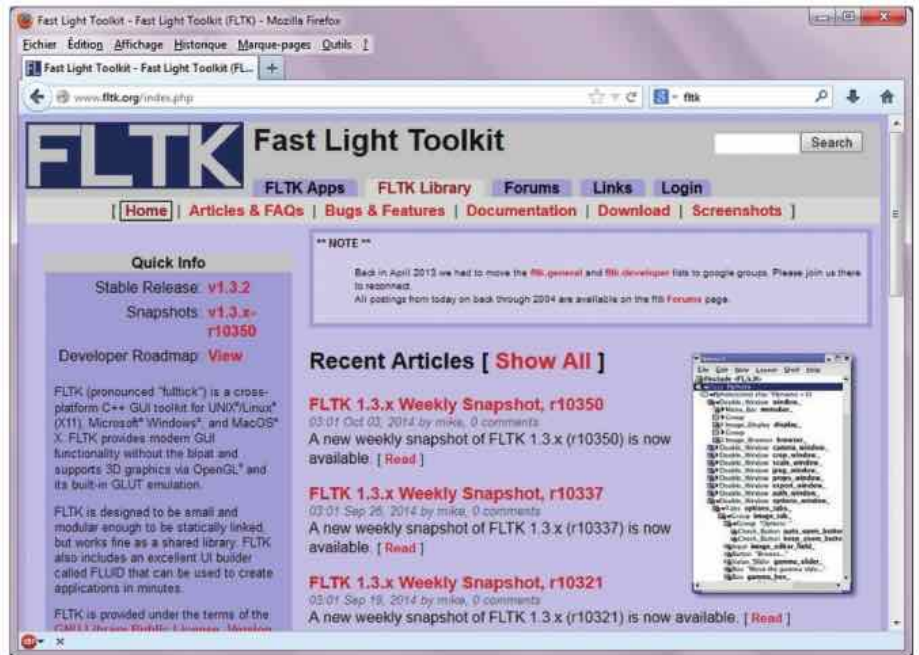 Fast Light Toolkit - Fast Light Toolkit (FLTK) - Mozilla Firefox
Fichier Édition Affichage Historique Marque-pages Outils ?
Fast Light Toolkit - Fast Light Toolkit (FL... +
www.fltk.org/index.php
fltk
FLTK
Fast Light Toolkit
Search
FLTK Apps FLTK Library Forums Links Login
[ Home | Articles & FAQs | Bugs & Features | Documentation | Download | Screenshots ]
Quick Info
Stable Release: v1.3.2
Snapshots: v1.3.x-
r10350
Developer Roadmap: View
FLTK (pronounced "fulltick") is a cross-
platform C++ GUI toolkit for UNIX®/Linux®
(X11), Microsoft® Windows®, and MacOS®
X. FLTK provides modern GUI
functionality without the bloat and
supports 3D graphics via OpenGL® and
its built-in GLUT emulation.
FLTK is designed to be small and
modular enough to be statically linked,
but works fine as a shared library. FLTK
also includes an excellent UI builder
called FLUID that can be used to create
applications in minutes.
FLTK is provided under the terms of the
GNU Library Public License, Version
** NOTE **
Back in April 2013 we had to move the fltk.general and fltk.developer lists to google groups. Please join us there
to reconnect.
All postings from today on back through 2004 are available on the fltk Forums page.
Recent Articles [ Show All ]
FLTK 1.3.x Weekly Snapshot, r10350
03:01 Oct 03, 2014 by mike, 0 comments
A new weekly snapshot of FLTK 1.3.x (r10350) is now
available. [ Read ]
FLTK 1.3.x Weekly Snapshot, r10337
03:01 Sep 26, 2014 by mike, 0 comments
A new weekly snapshot of FLTK 1.3.x (r10337) is now
available. [ Read ]
FLTK 1.3.x Weekly Snapshot, r10321
03:01 Sep 19, 2014 by mike, 0 comments
A new weekly snapshot of FLTK 1.3.x (r10321) is now available. [ Read ]